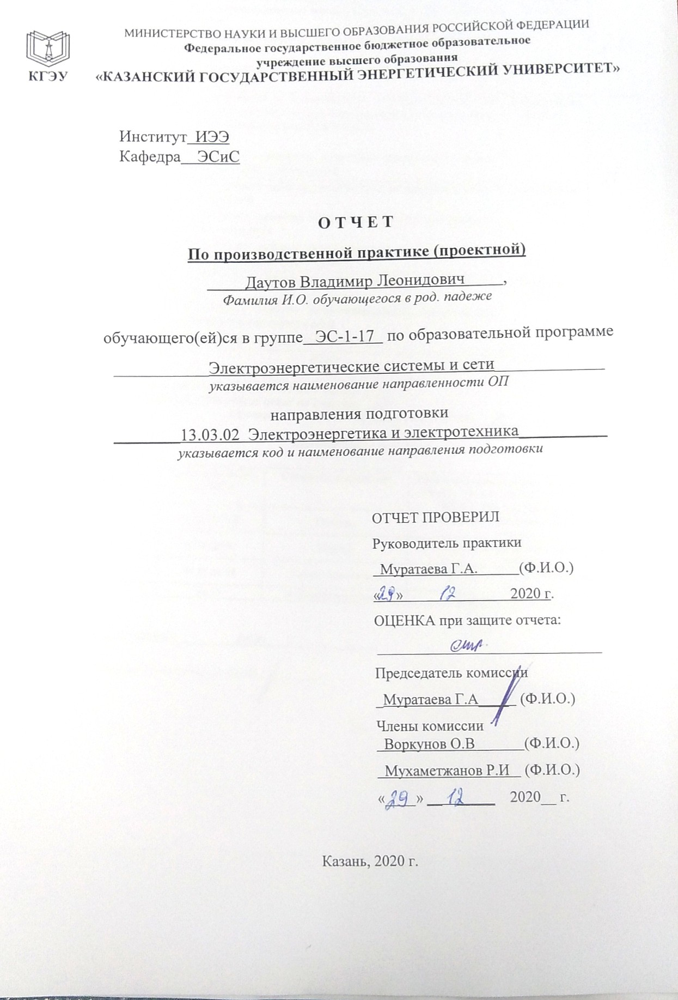 МИНИСТЕРСТВО НАУКИ И ВЫСШЕГО ОБРАЗОВАНИЯ РОССИЙСКОЙ ФЕДЕРАЦИИ
Федеральное государственное бюджетное образовательное
учреждение высшего образования
КГЭУ «КАЗАНСКИЙ ГОСУДАРСТВЕННЫЙ ЭНЕРГЕТИЧЕСКИЙ УНИВЕРСИТЕТ»
Институт ИЭЭ
Кафедра ЭСиС
О Т Ч Е Т
По производственной практике (проектной)
Даутов Владимир Леонидович,
Фамилия И.О. обучающегося в род. падеже
обучающего(ей)ся в группе ЭС-1-17 по образовательной программе
Электроэнергетические системы и сети
указывается наименование направленности ОП
направления подготовки
13.03.02 Электроэнергетика и электротехника
указывается код и наименование направления подготовки
ОТЧЕТ ПРОВЕРИЛ
Руководитель практики
Муратаева Г.А. (Ф.И.О.)
«29» 12 2020 г.
ОЦЕНКА при защите отчета:
отл.
Председатель комиссии
Муратаева Г.А (Ф.И.О.)
Члены комиссии
Воркунов О.В (Ф.И.О.)
Мухаметжанов Р.И (Ф.И.О.)
«29» 12 2020 г.
Казань, 2020 г.